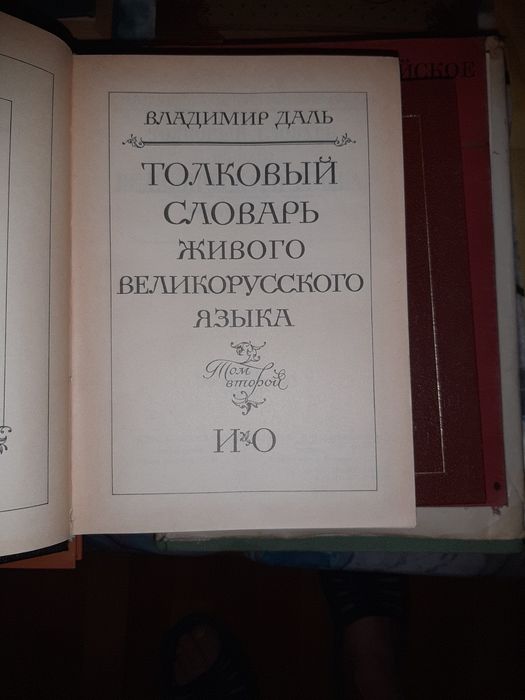 ВЛАДИМИР ДАЛЬ
ТОЛКОВЫЙ
СЛОВАРЬ
ЖИВОГО
ВЕЛИКОРУССКОГО
ЯЗЫКА
Том
второй
И О